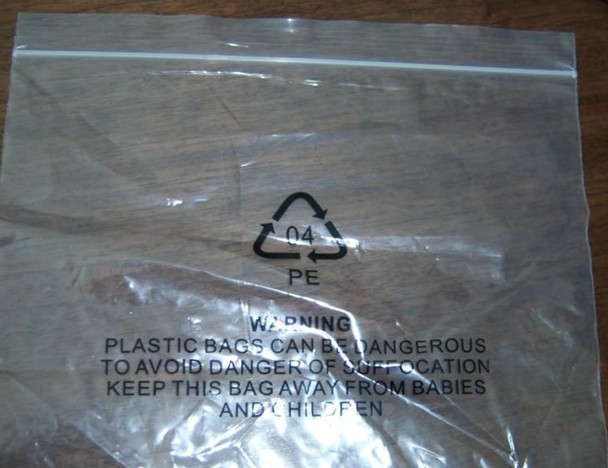 04
PE
WARNING
PLASTIC BAGS CAN BE DANGEROUS
TO AVOID DANGER OF SUFFOCATION
KEEP THIS BAG AWAY FROM BABIES
AND CHILDREN